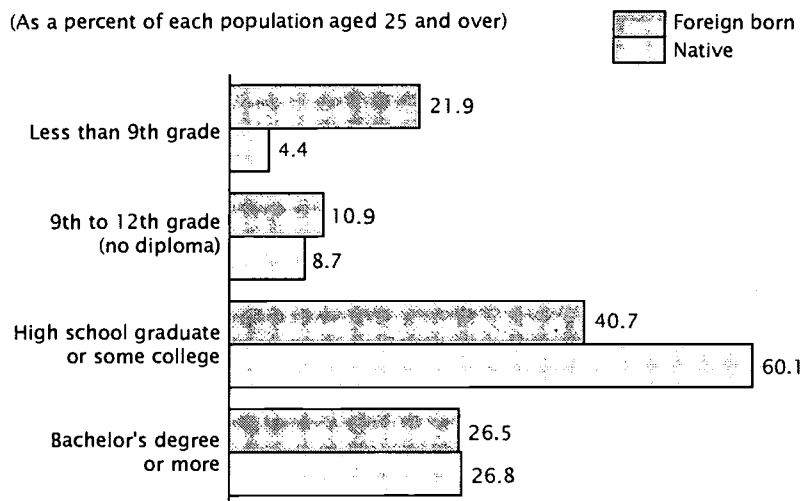 (As a percent of each population aged 25 and over)
Foreign born
Native
Less than 9th grade
21.9
4.4
9th to 12th grade
(no diploma)
10.9
8.7
High school graduate
or some college
40.7
60.1
Bachelor's degree
or more
26.5
26.8